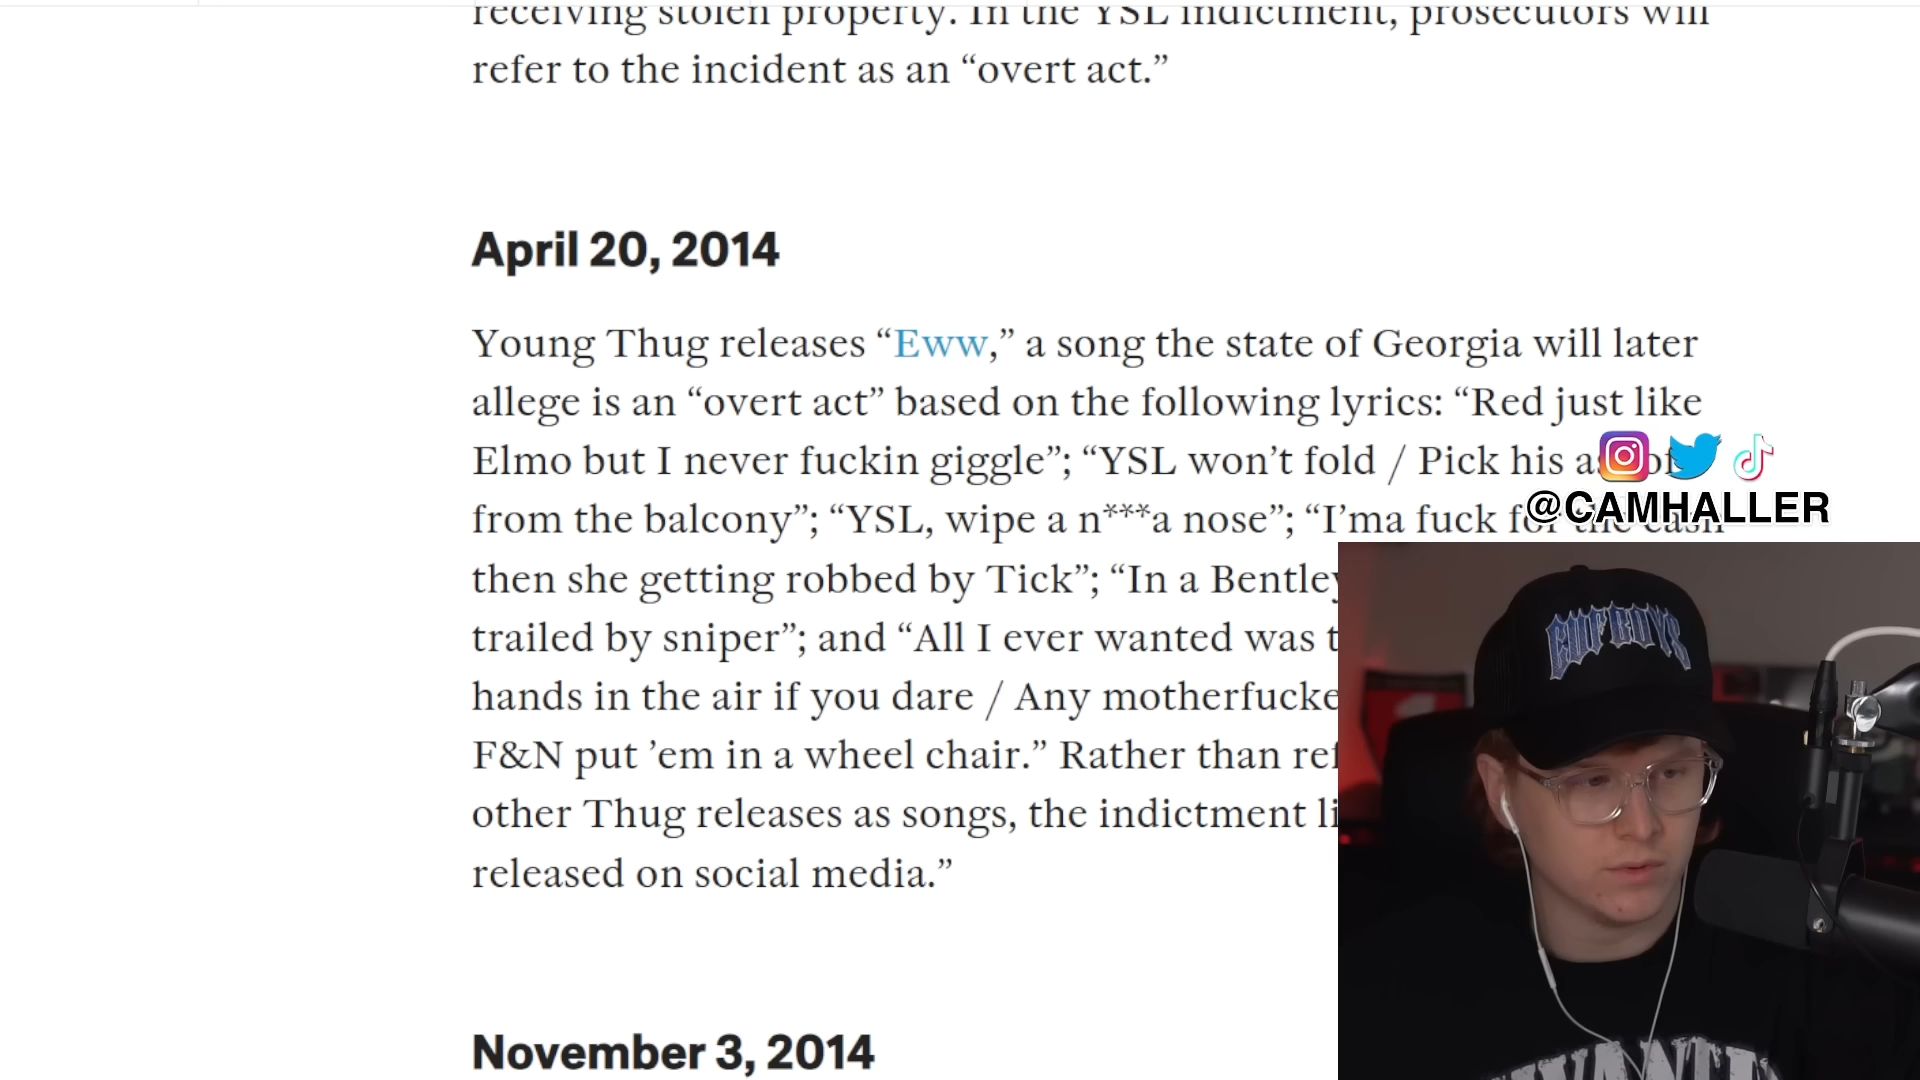 receiving stolen property. In the YSL indictment, prosecutors will
refer to the incident as an “overt act.”
April 20, 2014
Young Thug releases “Eww,” a song the state of Georgia will later
allege is an “overt act” based on the following lyrics: “Red just like
Elmo but I never fuckin giggle”; “YSL won’t fold / Pick his
from the balcony”; “YSL, wipe a n***a nose”; “I’ma fuck for the cash
then she getting robbed by Tick”; “In a Bentley
trailed by sniper”; and “All I ever wanted was
hands in the air if you dare / Any
F&N put ’em in a wheel chair.” Rather than
other Thug releases as songs, the indictment
released on social media.”
November 3, 2014
@CAMHALLER